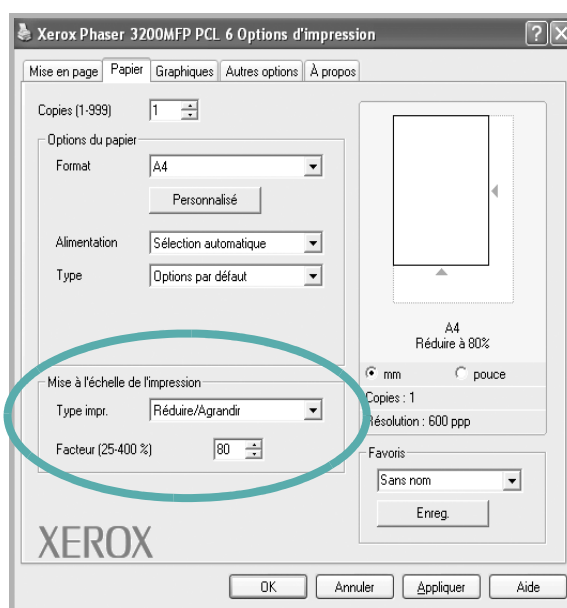 Xerox Phaser 3200MFP PCL 6 Options d'impression
Mise en page Papier Graphiques Autres options À propos
Copies (1-999) 1
Options du papier
Format A4
Personnalisé
Alimentation Sélection automatique
Type Options par défaut
Mise à l'échelle de l'impression
Type impr. Réduire/Agrandir
Facteur (25-400 %) 80
XEROX
A4
Réduire à 80%
mm pouce
Copies : 1
Résolution : 600 ppp
Favoris
Sans nom
Enreg.
OK Annuler Appliquer Aide